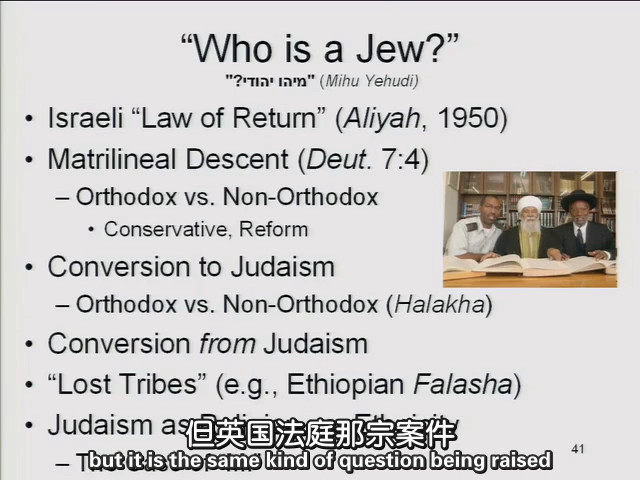 “Who is a Jew?”
"מיהו יהודי?" (Mihu Yehudi)
• Israeli “Law of Return” (Aliyah, 1950)
• Matrilineal Descent (Deut. 7:4)
– Orthodox vs. Non-Orthodox
• Conservative, Reform
• Conversion to Judaism
– Orthodox vs. Non-Orthodox (Halakha)
• Conversion from Judaism
• “Lost Tribes” (e.g., Ethiopian Falasha)
• Judaism as
但英国法庭那宗案件
but it is the same kind of question being raised
41